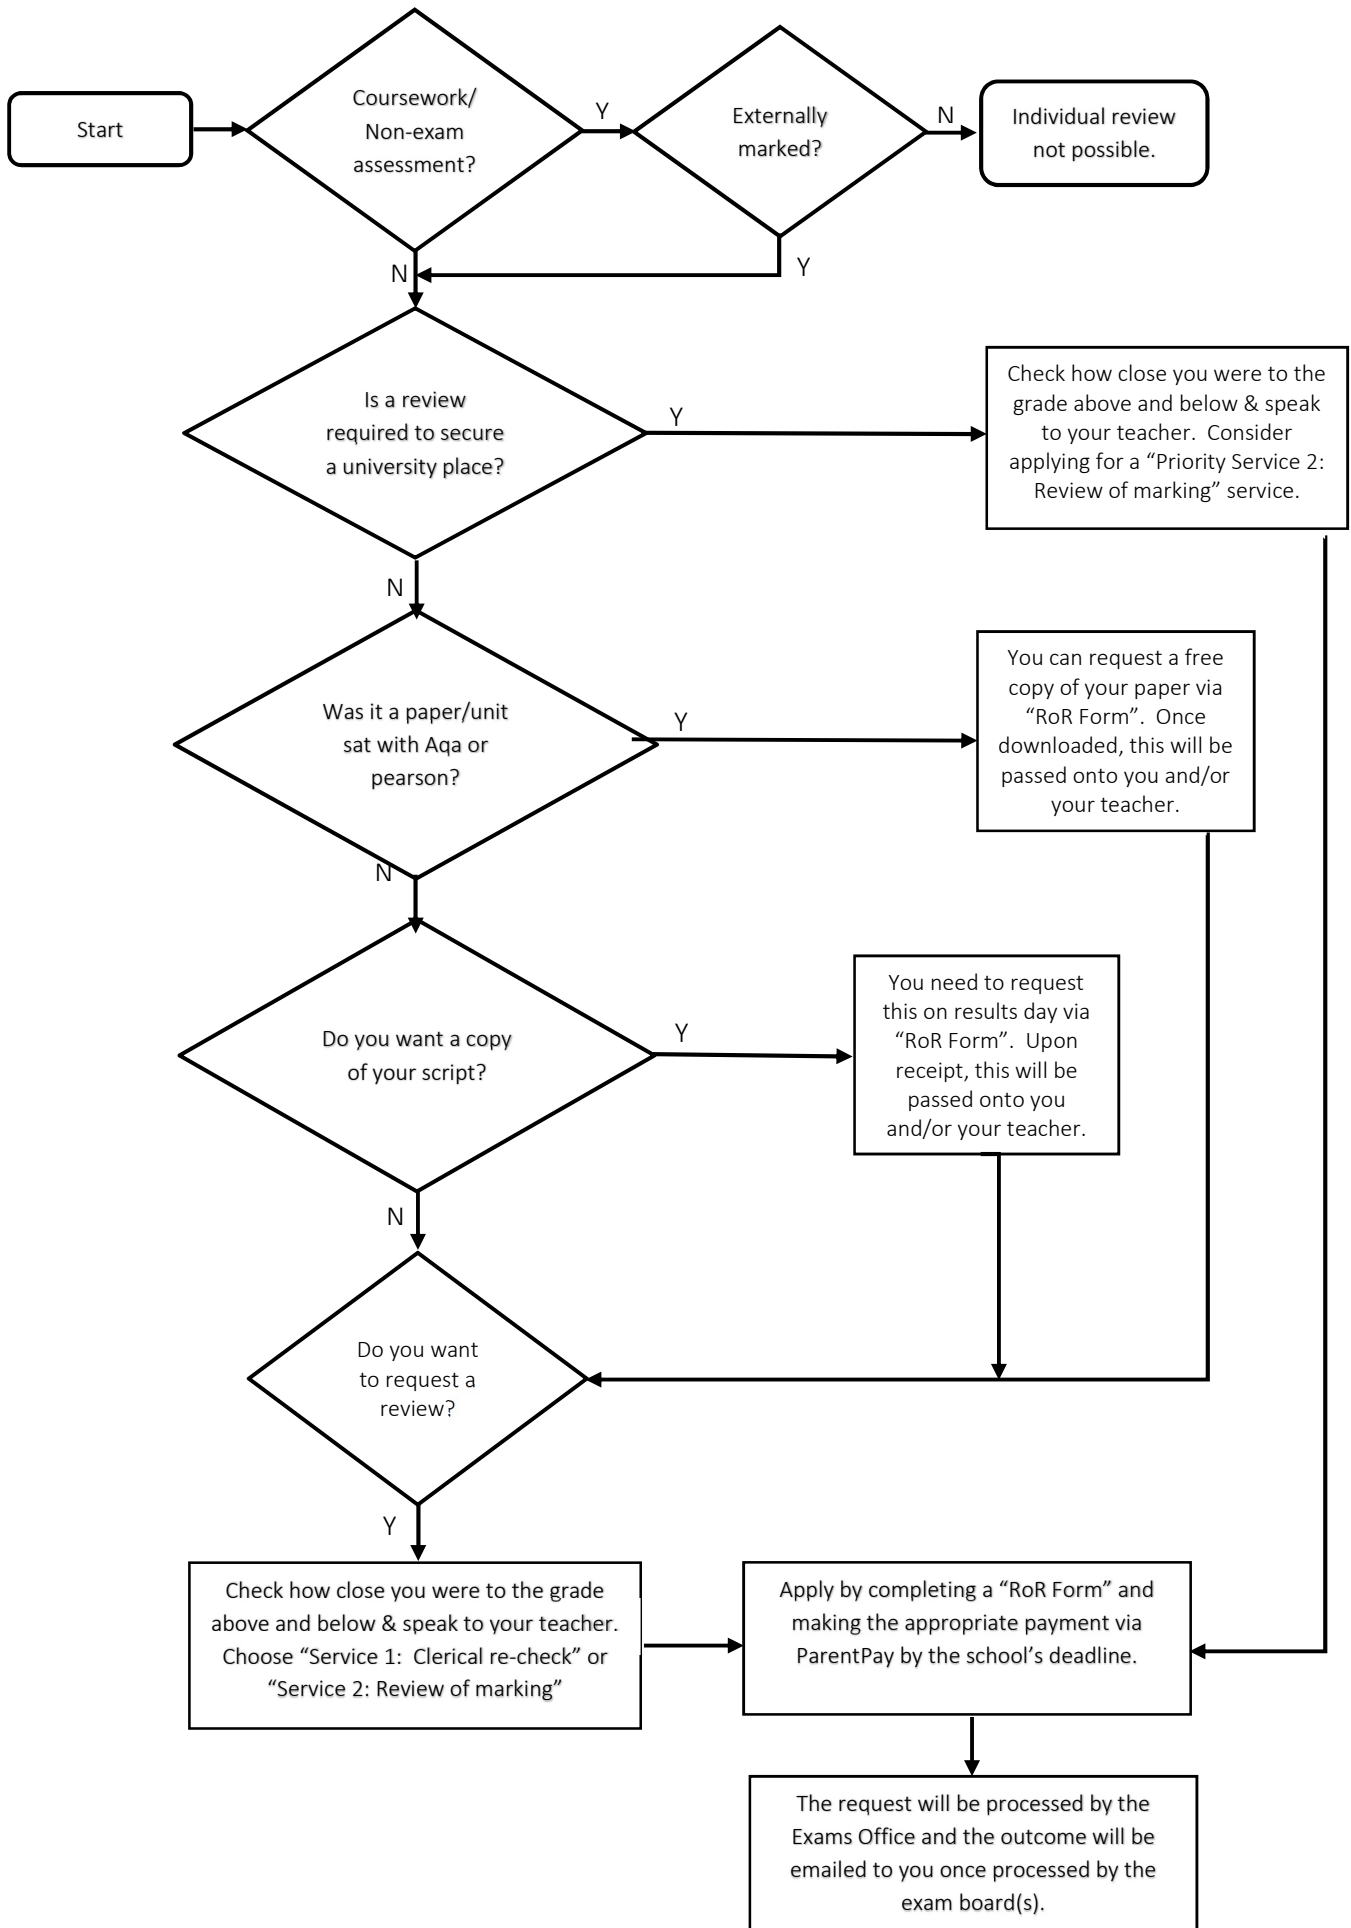 Start
Coursework/
Non-exam
assessment?
Y
Externally
marked?
N
Individual review
not possible.
N
Y
Is a review
required to secure
a university place?
Y
Check how close you were to the
grade above and below & speak
to your teacher.  Consider
applying for a “Priority Service 2:
Review of marking” service.
N
Was it a paper/unit
sat with Aqa or
pearson?
Y
You can request a free
copy of your paper via
“RoR Form”.  Once
downloaded, this will be
passed onto you and/or
your teacher.
N
Do you want a copy
of your script?
Y
You need to request
this on results day via
“RoR Form”.  Upon
receipt, this will be
passed onto you
and/or your teacher.
N
Do you want
to request a
review?
Y
Check how close you were to the grade
above and below & speak to your teacher.
Choose “Service 1:  Clerical re-check” or
“Service 2: Review of marking”
Apply by completing a “RoR Form” and
making the appropriate payment via
ParentPay by the school’s deadline.
The request will be processed by the
Exams Office and the outcome will be
emailed to you once processed by the
exam board(s).